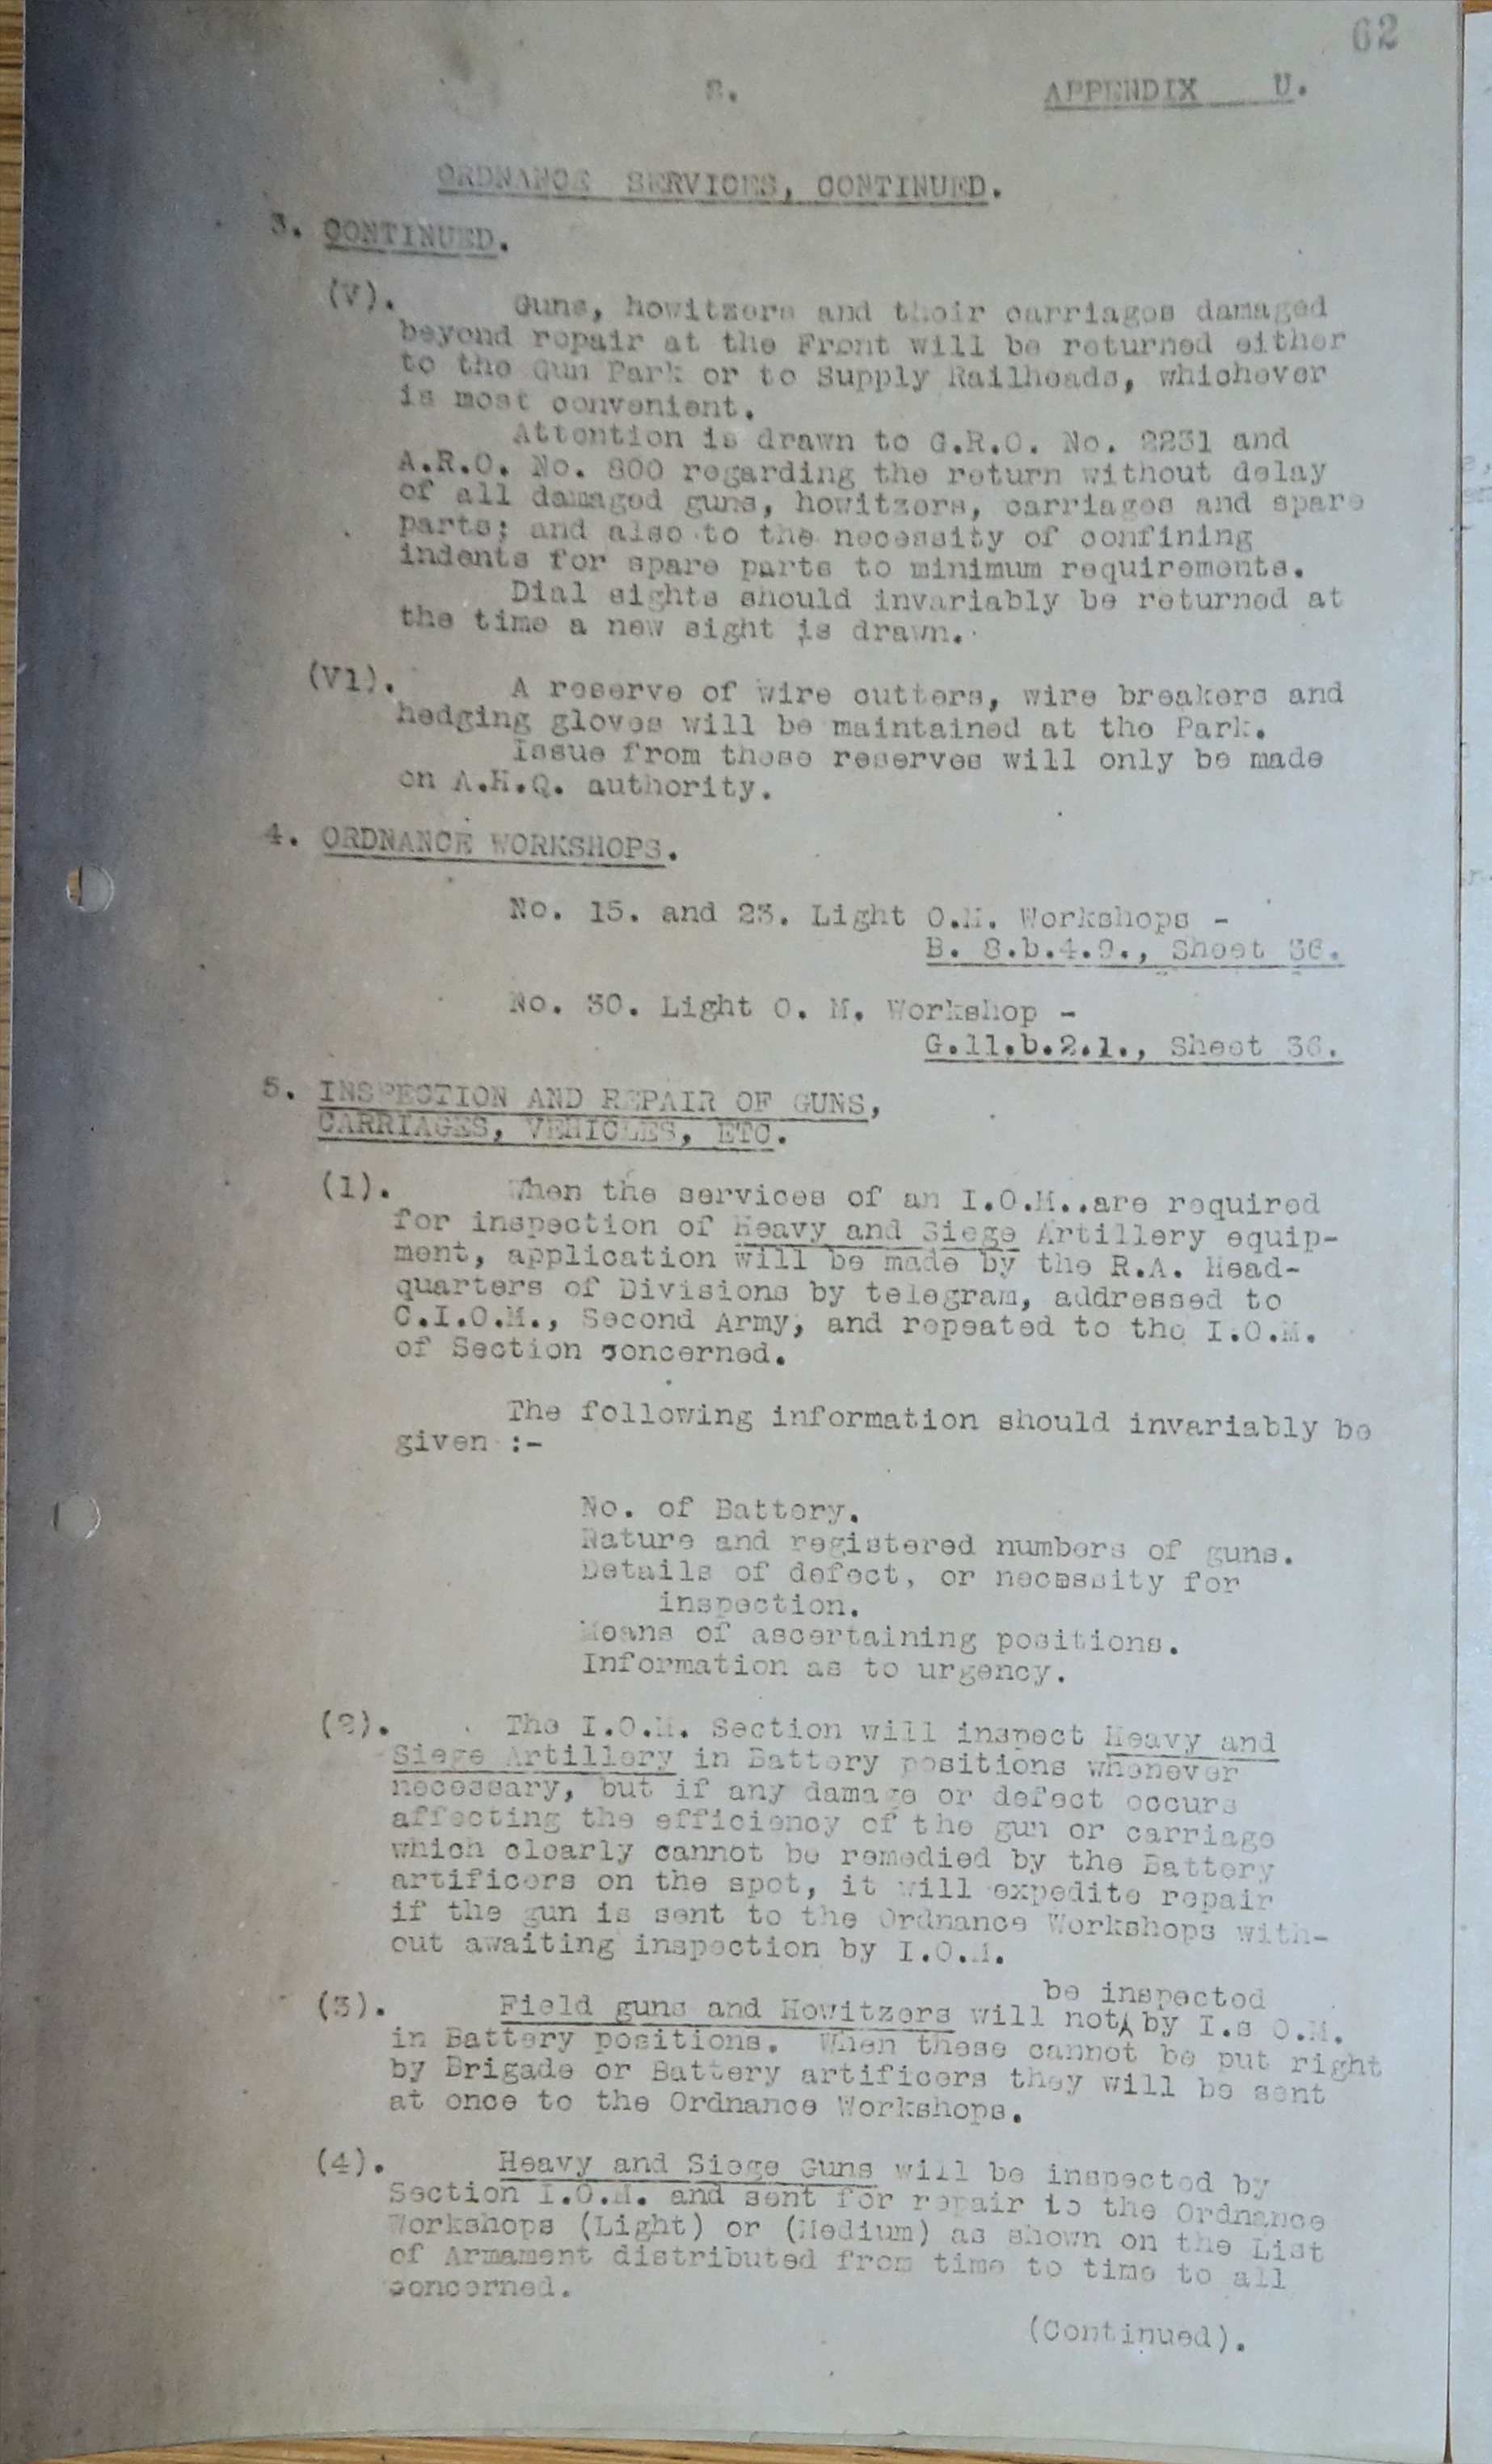 62
APPENDIX U.
ORDNANCE SERVICES, CONTINUED.
3. CONTINUED.
(V). Guns, howitzers and their carriages damaged
beyond repair at the Front will be returned either
to the Gun Park or to Supply Railheads, whichever
is most convenient.
Attention is drawn to G.R.O. No. 2231 and
A.R.O. No. 800 regarding the return without delay
of all damaged guns, howitzers, carriages and spare
parts; and also to the necessity of confining
indents for spare parts to minimum requirements.
Dial sights should invariably be returned at
the time a new sight is drawn.
(V1). A reserve of wire cutters, wire breakers and
hedging gloves will be maintained at the Park.
Issue from these reserves will only be made
on A.H.Q. authority.
4. ORDNANCE WORKSHOPS.
No. 15. and 23. Light O.M. Workshops -
B. 8.b.4.9., Sheet 36.
No. 30. Light O. M. Workshop -
G.11.b.2.1., Sheet 36.
5. INSPECTION AND REPAIR OF GUNS,
CARRIAGES, VEHICLES, ETC.
(1). When the services of an I.O.M..are required
for inspection of Heavy and Siege Artillery equip-
ment, application will be made by the R.A. Head-
quarters of Divisions by telegram, addressed to
C.I.O.M., Second Army, and repeated to the I.O.M.
of Section concerned.
The following information should invariably be
given :-
No. of Battery.
Nature and registered numbers of guns.
Details of defect, or necessity for
inspection.
Means of ascertaining positions.
Information as to urgency.
(2). The I.O.M. Section will inspect Heavy and
Siege Artillery in Battery positions whenever
necessary, but if any damage or defect occurs
affecting the efficiency of the gun or carriage
which clearly cannot be remedied by the Battery
artificers on the spot, it will expedite repair
if the gun is sent to the Ordnance Workshops with-
out awaiting inspection by I.O.M.
be inspected
(3). Field guns and Howitzers will not by I.s O.M.
in Battery positions. When these cannot be put right
by Brigade or Battery artificers they will be sent
at once to the Ordnance Workshops.
(4). Heavy and Siege Guns will be inspected by
Section I.O.M. and sent for repair to the Ordnance
Workshops (Light) or (Medium) as shown on the List
of Armament distributed from time to time to all
concerned.
(Continued).